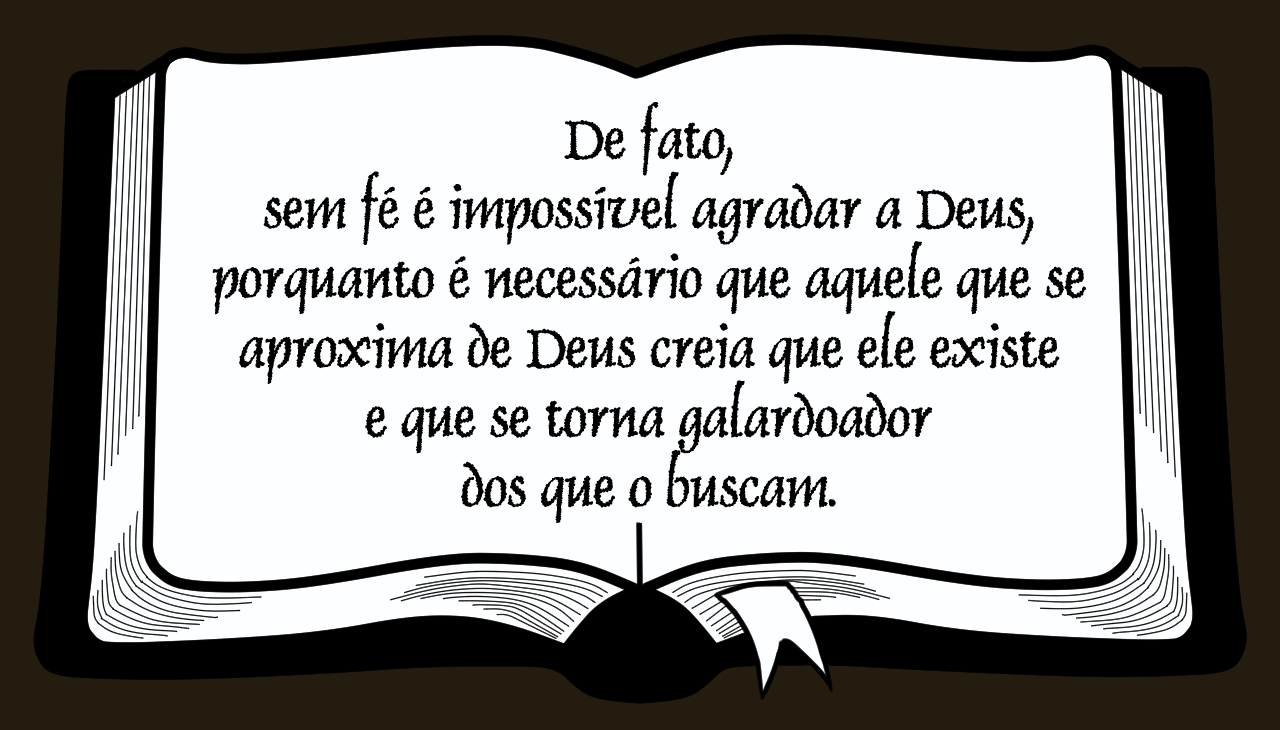 De fato,
sem fé é impossível agradar a Deus,
porquanto é necessário que aquele que se
aproxima de Deus creia que ele existe
e que se torna galardoador
dos que o buscam.